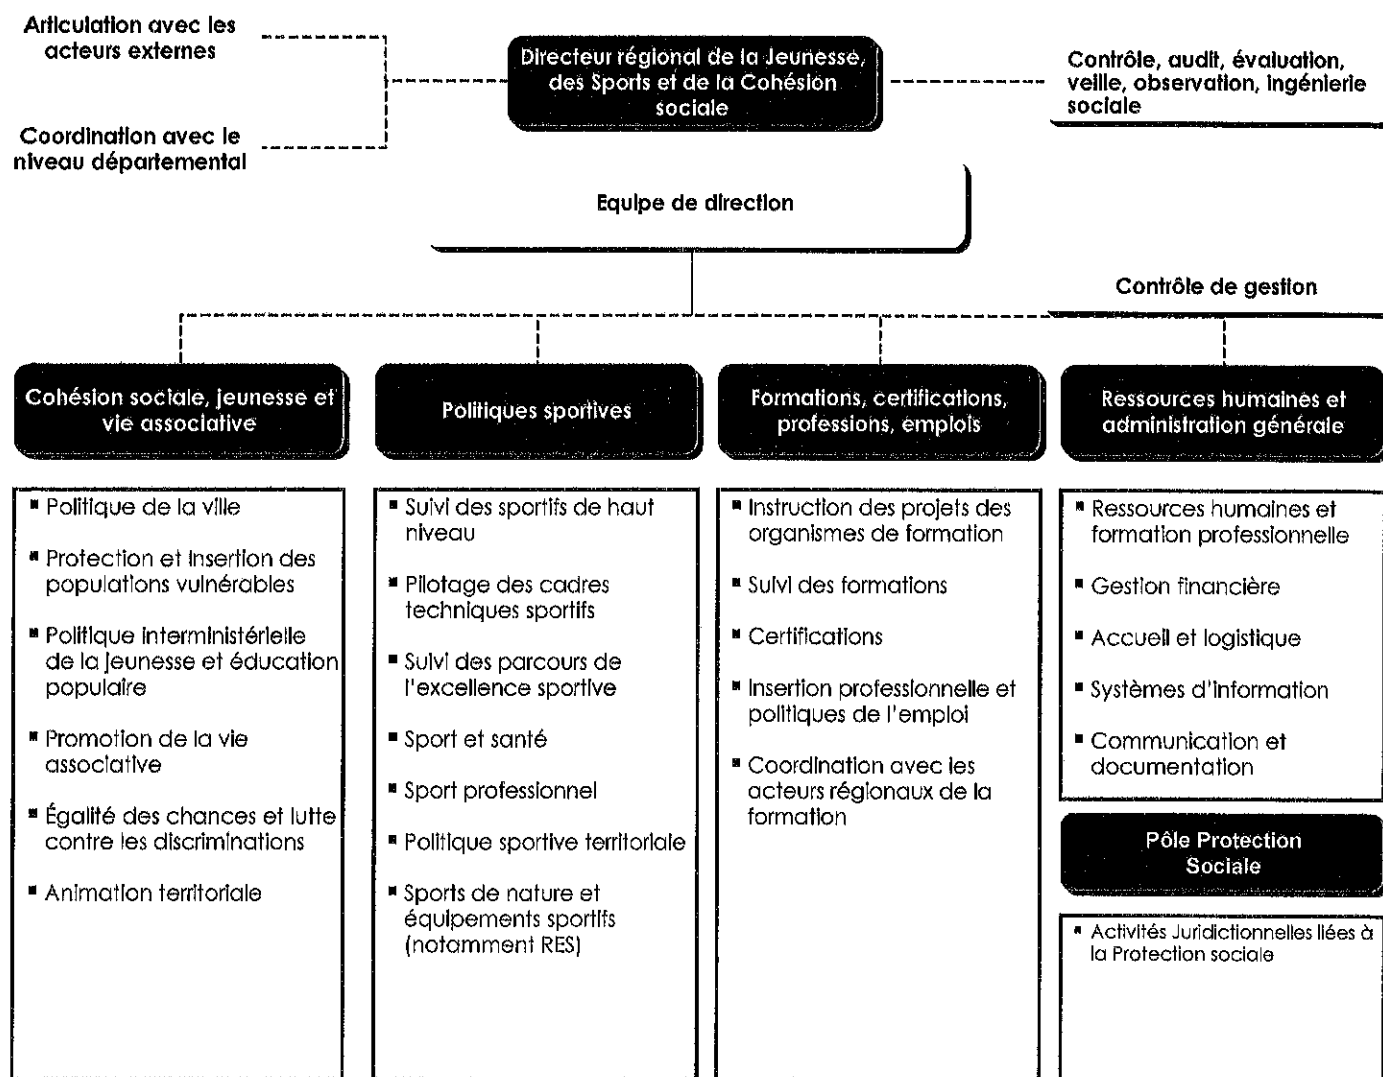 Articulation avec les
acteurs externes
Coordination avec le
niveau départemental
Directeur régional de la Jeunesse,
des Sports et de la Cohésion
sociale
Contrôle, audit, évaluation,
veille, observation, ingénierie
sociale
Equipe de direction
Contrôle de gestion
Cohésion sociale, jeunesse et
vie associative
■ Politique de la ville
■ Protection et insertion des
populations vulnérables
■ Politique interministérielle
de la jeunesse et éducation
populaire
■ Promotion de la vie
associative
■ Égalité des chances et lutte
contre les discriminations
■ Animation territoriale
Politiques sportives
■ Suivi des sportifs de haut
niveau
■ Pilotage des cadres
techniques sportifs
■ Suivi des parcours de
l'excellence sportive
■ Sport et santé
■ Sport professionnel
■ Politique sportive territoriale
■ Sports de nature et
équipements sportifs
(notamment RES)
Formations, certifications,
professions, emplois
■ Instruction des projets des
organismes de formation
■ Suivi des formations
■ Certifications
■ Insertion professionnelle et
politiques de l'emploi
■ Coordination avec les
acteurs régionaux de la
formation
Ressources humaines et
administration générale
■ Ressources humaines et
formation professionnelle
■ Gestion financière
■ Accueil et logistique
■ Systèmes d'information
■ Communication et
documentation
Pôle Protection
Sociale
■ Activités Juridictionnelles liées à
la Protection sociale